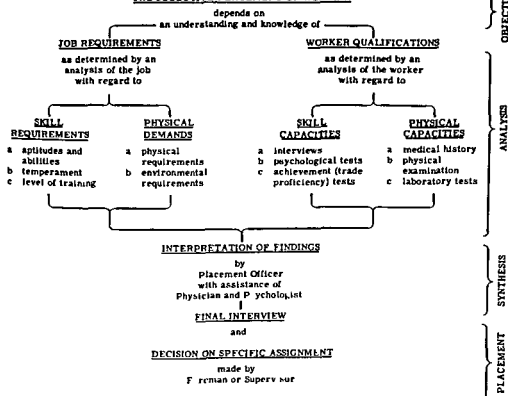 depends on
an understanding and knowledge of
JOB REQUIREMENTS
as determined by an
analysis of the job
with regard to
WORKER QUALIFICATIONS
as determined by an
analysis of the worker
with regard to
SKILL
REQUIREMENTS
a aptitudes and
abilities
b temperament
c level of training
PHYSICAL
DEMANDS
a physical
requirements
b environmental
requirements
SKILL
CAPACITIES
a interviews
b psychological tests
c achievement (trade
proficiency) tests
PHYSICAL
CAPACITIES
a medical history
b physical
examination
c laboratory tests
INTERPRETATION OF FINDINGS
by
Placement Officer
with assistance of
Physician and P ychologist
FINAL INTERVIEW
and
DECISION ON SPECIFIC ASSIGNMENT
made by
F reman or Supervisor
ANALYSIS
SYNTHESIS
PLACEMENT